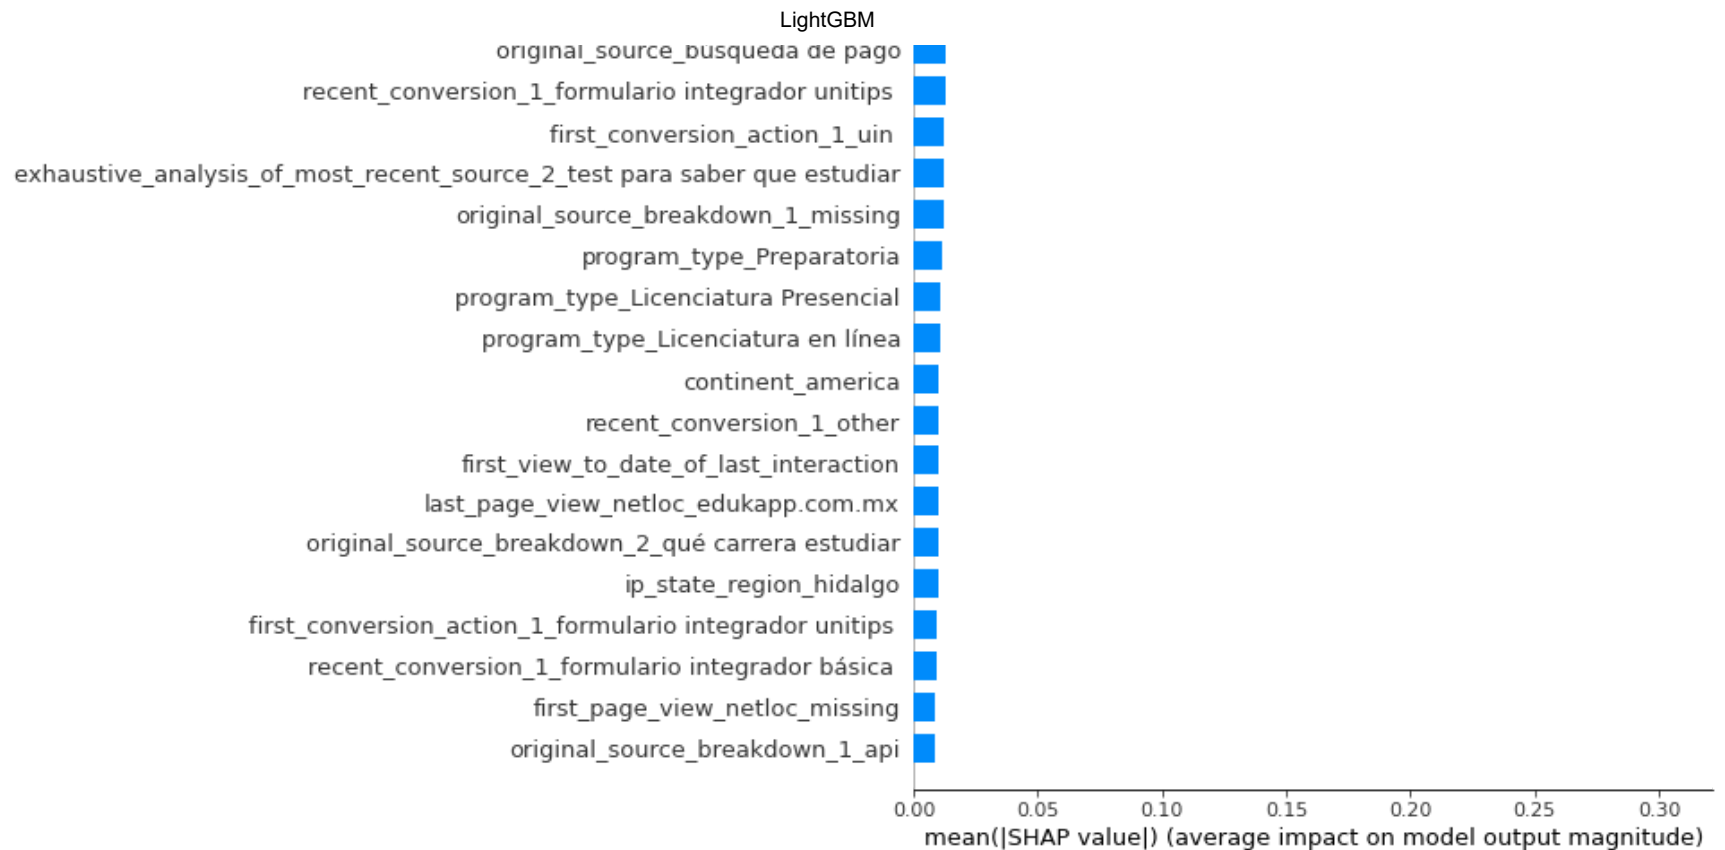 LightGBM
original_source_busqueda de pago
recent_conversion_1_formulario integrador unitips
first_conversion_action_1_uin
exhaustive_analysis_of_most_recent_source_2_test para saber que estudiar
original_source_breakdown_1_missing
program_type_Preparatoria
program_type_Licenciatura Presencial
program_type_Licenciatura en línea
continent_america
recent_conversion_1_other
first_view_to_date_of_last_interaction
last_page_view_netloc_edukapp.com.mx
original_source_breakdown_2_qué carrera estudiar
ip_state_region_hidalgo
first_conversion_action_1_formulario integrador unitips
recent_conversion_1_formulario integrador básica
first_page_view_netloc_missing
original_source_breakdown_1_api
0.00 0.05 0.10 0.15 0.20 0.25 0.30
mean(|SHAP value|) (average impact on model output magnitude)